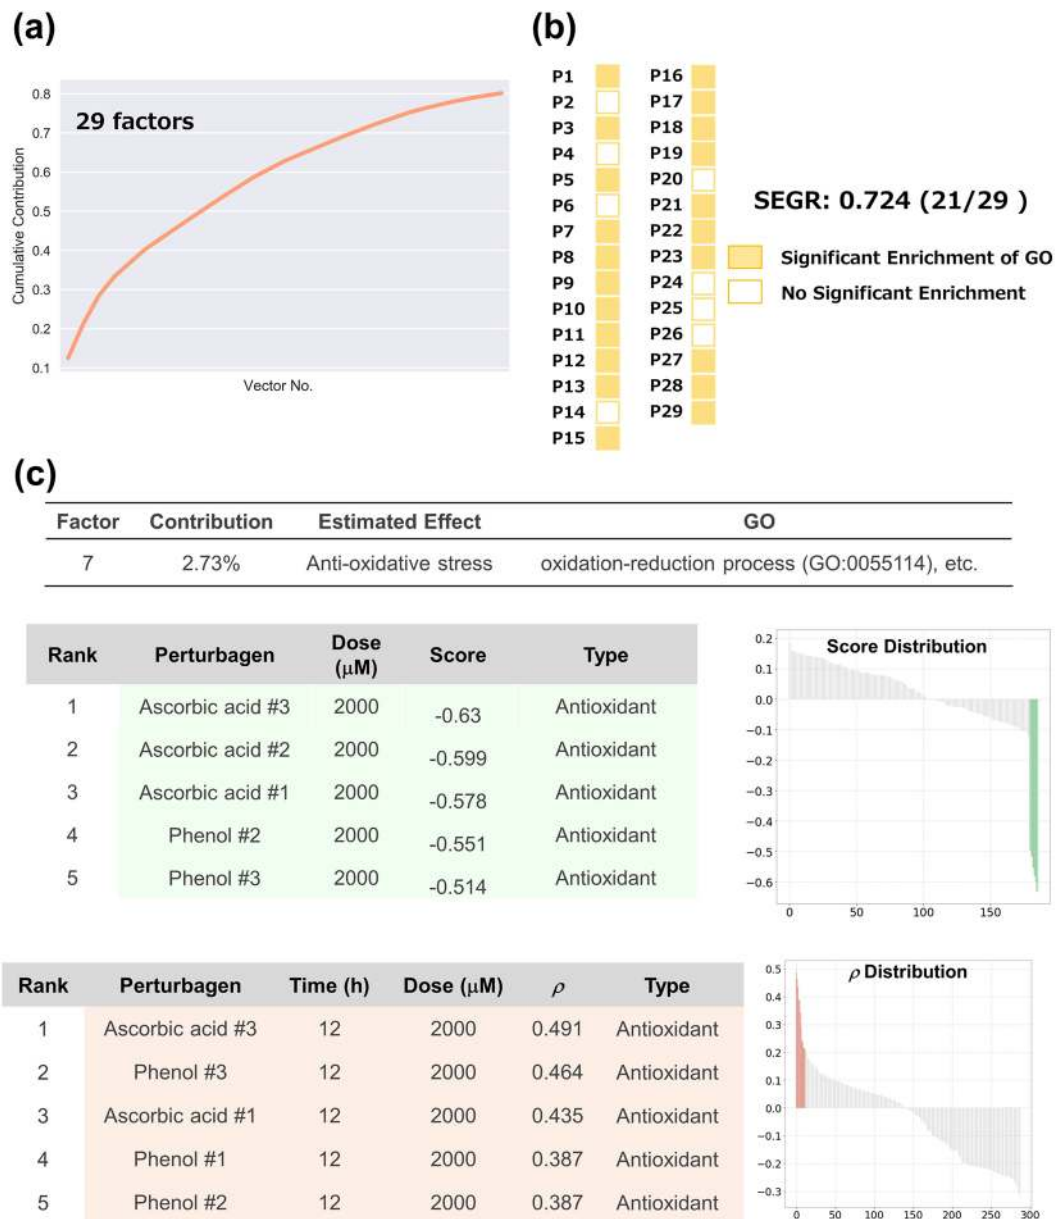 (a)
29 factors
Cumulative Contribution
0.8
0.7
0.6
0.5
0.4
0.3
0.2
0.1
Vector No.
(b)
P1
P2
P3
P4
P5
P6
P7
P8
P9
P10
P11
P12
P13
P14
P15
P16
P17
P18
P19
P20
P21
P22
P23
P24
P25
P26
P27
P28
P29
SEGR: 0.724 (21/29 )
Significant Enrichment of GO
No Significant Enrichment
(c)
Factor Contribution Estimated Effect GO
7 2.73% Anti-oxidative stress oxidation-reduction process (GO:0055114), etc.
Rank Perturbagen Dose (μM) Score Type
1 Ascorbic acid #3 2000 -0.63 Antioxidant
2 Ascorbic acid #2 2000 -0.599 Antioxidant
3 Ascorbic acid #1 2000 -0.578 Antioxidant
4 Phenol #2 2000 -0.551 Antioxidant
5 Phenol #3 2000 -0.514 Antioxidant
Score Distribution
0.2
0.1
0.0
−0.1
−0.2
−0.3
−0.4
−0.5
−0.6
0 50 100 150
Rank Perturbagen Time (h) Dose (μM) ρ Type
1 Ascorbic acid #3 12 2000 0.491 Antioxidant
2 Phenol #3 12 2000 0.464 Antioxidant
3 Ascorbic acid #1 12 2000 0.435 Antioxidant
4 Phenol #1 12 2000 0.387 Antioxidant
5 Phenol #2 12 2000 0.387 Antioxidant
ρ Distribution
0.5
0.4
0.3
0.2
0.1
0.0
−0.1
−0.2
−0.3
0 50 100 150 200 250 300